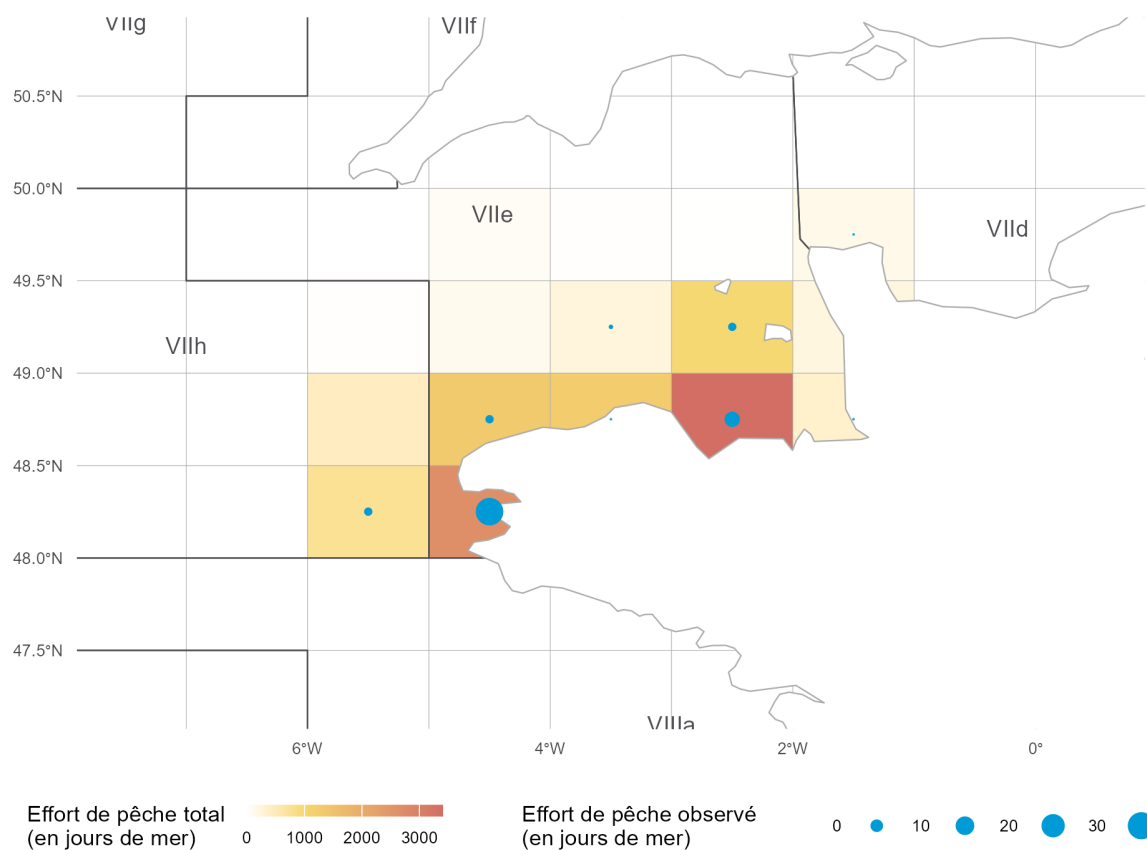 VIIg
VIIf
50.5°N
50.0°N
VIIe
VIId
49.5°N
VIIh
49.0°N
48.5°N
48.0°N
47.5°N
VIIIa
6°W 4°W 2°W 0°
Effort de pêche total
(en jours de mer)
0 1000 2000 3000
Effort de pêche observé
(en jours de mer)
0 10 20 30